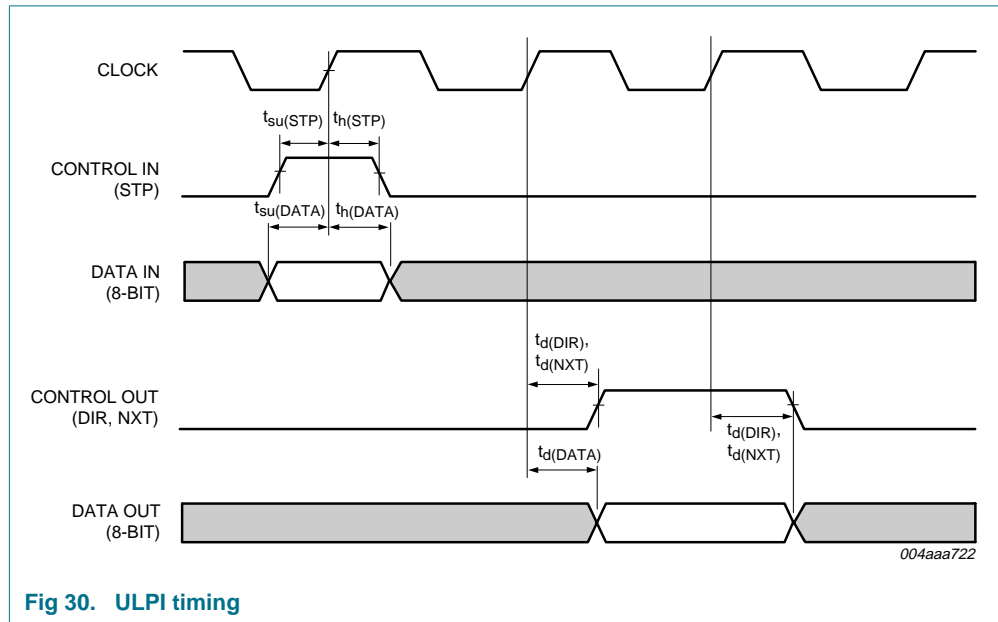 CLOCK
tsu(STP) th(STP)
CONTROL IN
(STP)
tsu(DATA) th(DATA)
DATA IN
(8-BIT)
td(DIR),
td(NXT)
CONTROL OUT
(DIR, NXT)
td(DIR),
td(NXT)
td(DATA)
DATA OUT
(8-BIT)
004aaa722
Fig 30. ULPI timing